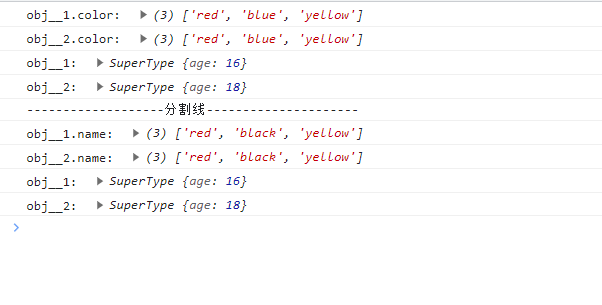 obj__1.color: ▶ (3) ['red', 'blue', 'yellow']
obj__2.color: ▶ (3) ['red', 'blue', 'yellow']
obj__1: ▶ SuperType {age: 16}
obj__2: ▶ SuperType {age: 18}
-------------------分割线---------------------
obj__1.name: ▶ (3) ['red', 'black', 'yellow']
obj__2.name: ▶ (3) ['red', 'black', 'yellow']
obj__1: ▶ SuperType {age: 16}
obj__2: ▶ SuperType {age: 18}